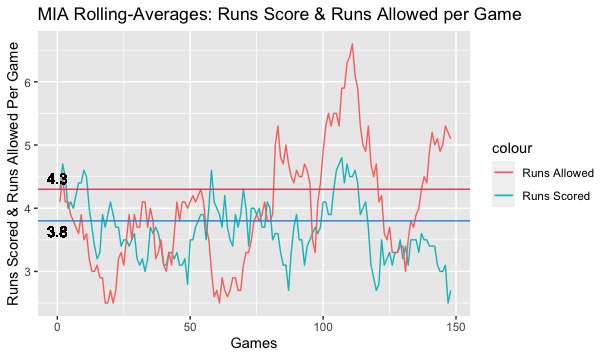 MIA Rolling-Averages: Runs Score & Runs Allowed per Game
Runs Scored & Runs Allowed Per Game
6
5
4
3
4.3
3.8
0
50
100
150
Games
colour
Runs Allowed
Runs Scored